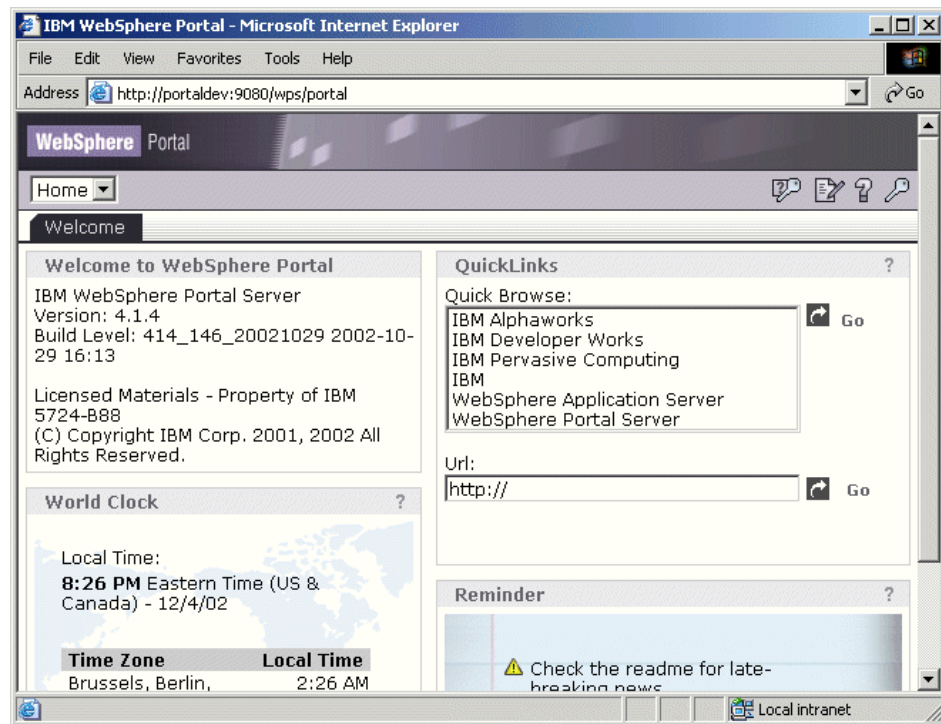 IBM WebSphere Portal - Microsoft Internet Explorer
File Edit View Favorites Tools Help
Address http://portaldev:9080/wps/portal Go
WebSphere Portal
Home
Welcome
Welcome to WebSphere Portal
IBM WebSphere Portal Server
Version: 4.1.4
Build Level: 414_146_20021029 2002-10-
29 16:13
Licensed Materials - Property of IBM
5724-B88
(C) Copyright IBM Corp. 2001, 2002 All
Rights Reserved.
World Clock ?
Local Time:
8:26 PM Eastern Time (US &
Canada) - 12/4/02
Time Zone Local Time
Brussels, Berlin, 2:26 AM
QuickLinks ?
Quick Browse:
IBM Alphaworks
IBM Developer Works
IBM Pervasive Computing
IBM
WebSphere Application Server
WebSphere Portal Server
Go
Url:
http://
Go
Reminder ?
Check the readme for late-
breaking news
Local intranet